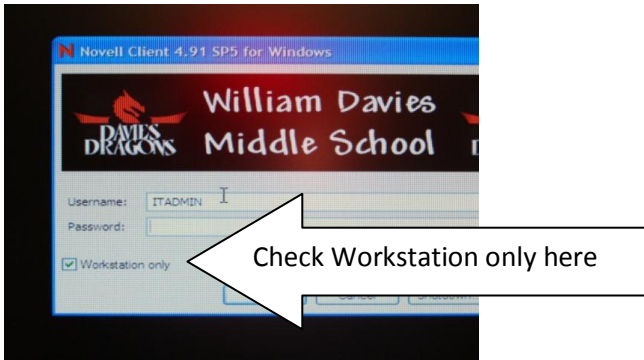 Novell Client 4.91 SP5 for Windows
DAVIES
DRAGONS
William Davies
Middle School
Username: ITADMIN
Password:
Workstation only
Check Workstation only here